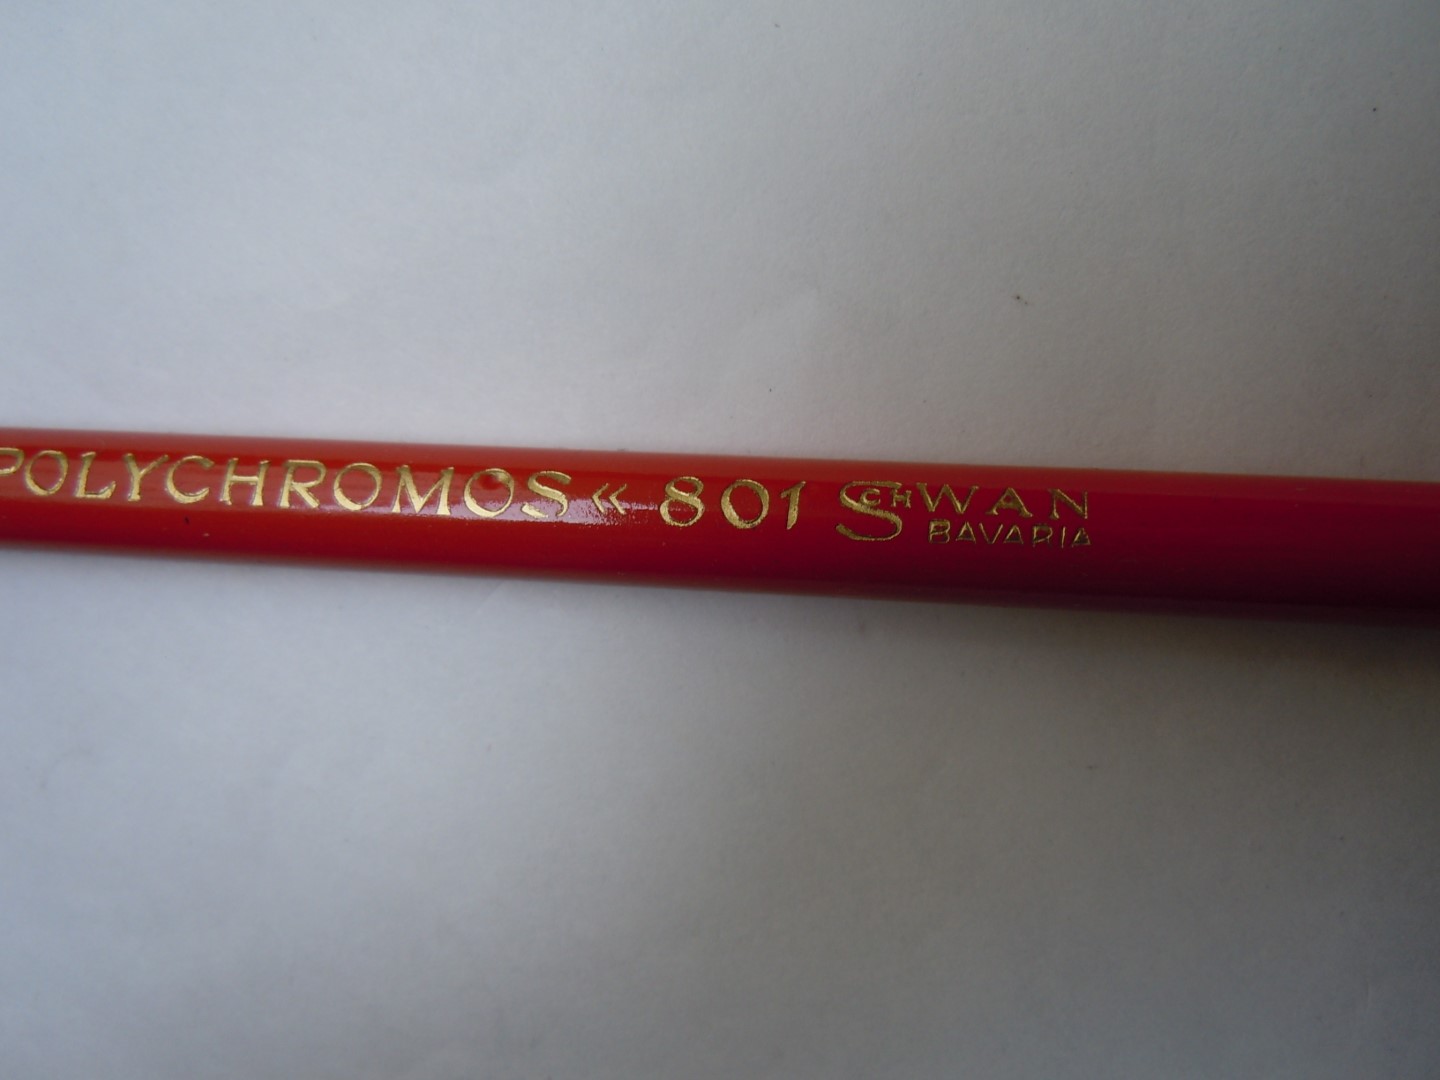 POLYCHROMOS« 801 SCHWAN
BAVARIA